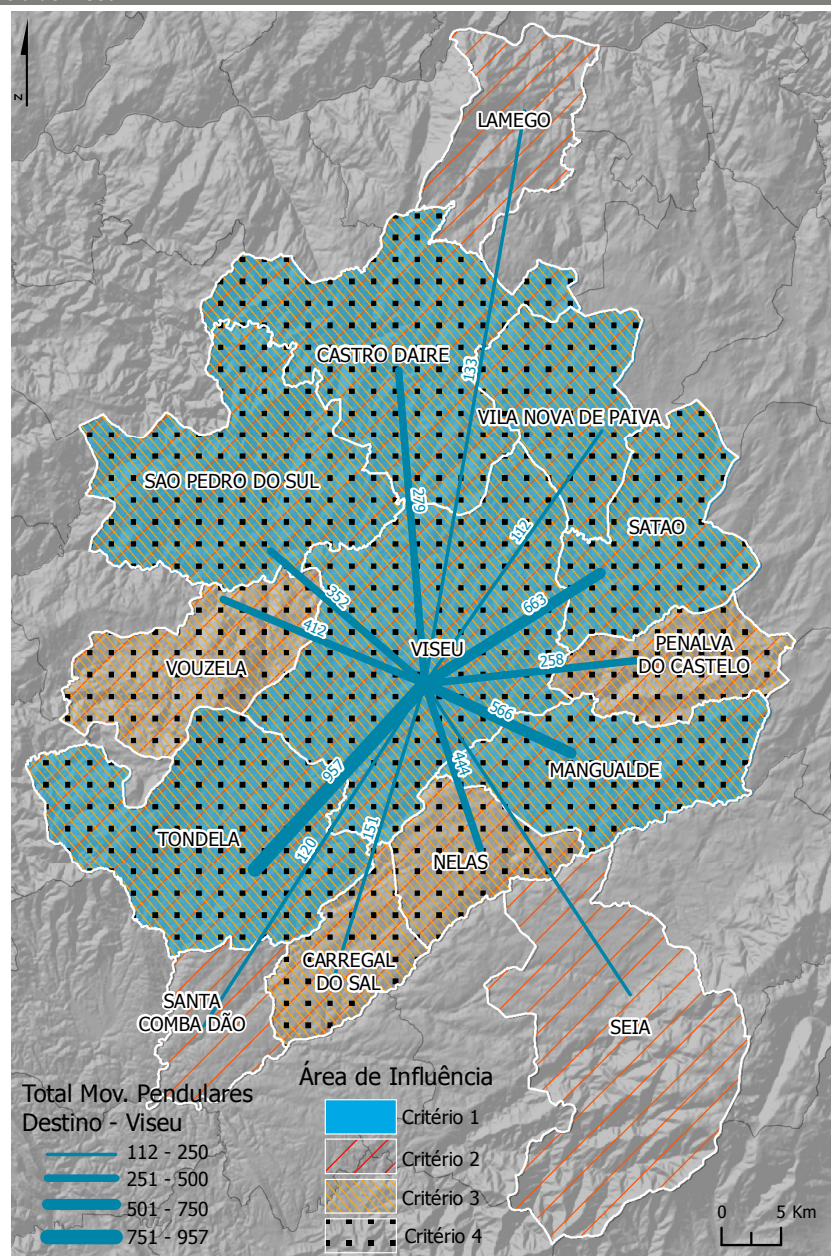 N
LAMEGO
CASTRO DAIRE
133
VILA NOVA DE PAIVA
SAO PEDRO DO SUL
279
SATAO
112
352
663
412
VISEU
PENALVA
DO CASTELO
VOUZELA
258
566
444
MANGUALDE
957
TONDELA
151
120
NELAS
CARREGAL
DO SAL
SANTA
COMBA DÃO
SEIA
Total Mov. Pendulares
Destino - Viseu
112 - 250
251 - 500
501 - 750
751 - 957
Área de Influência
Critério 1
Critério 2
Critério 3
Critério 4
0 5 Km